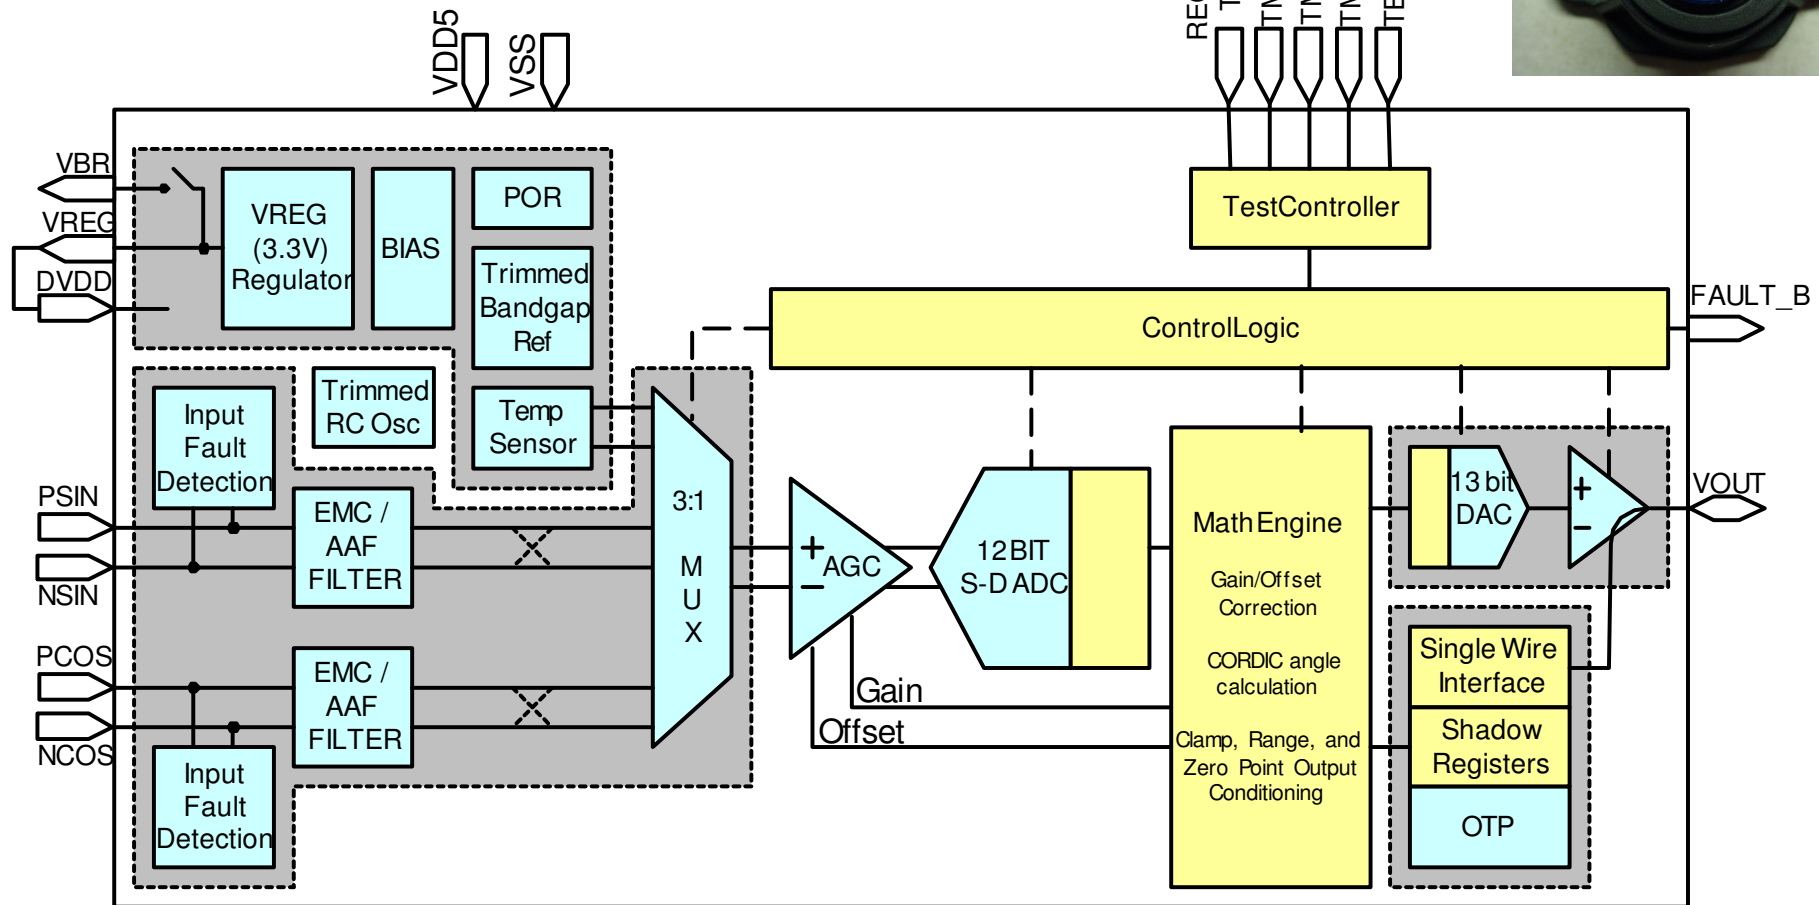 VDD5
VSS
VBR
VREG
DVDD
VREG
(3.3V)
Regulator
BIAS
POR
Trimmed
Bandgap
Ref
Temp
Sensor
Trimmed
RC Osc
Input
Fault
Detection
PSIN
NSIN
EMC /
AAF
FILTER
PCOS
NCOS
EMC /
AAF
FILTER
Input
Fault
Detection
3:1
M
U
X
+
AGC
−
Gain
Offset
12BIT
S-D ADC
TestController
ControlLogic
FAULT_B
Math Engine
Gain/Offset
Correction
CORDIC angle
calculation
Clamp, Range, and
Zero Point Output
Conditioning
13 bit
DAC
+
−
VOUT
Single Wire
Interface
Shadow
Registers
OTP